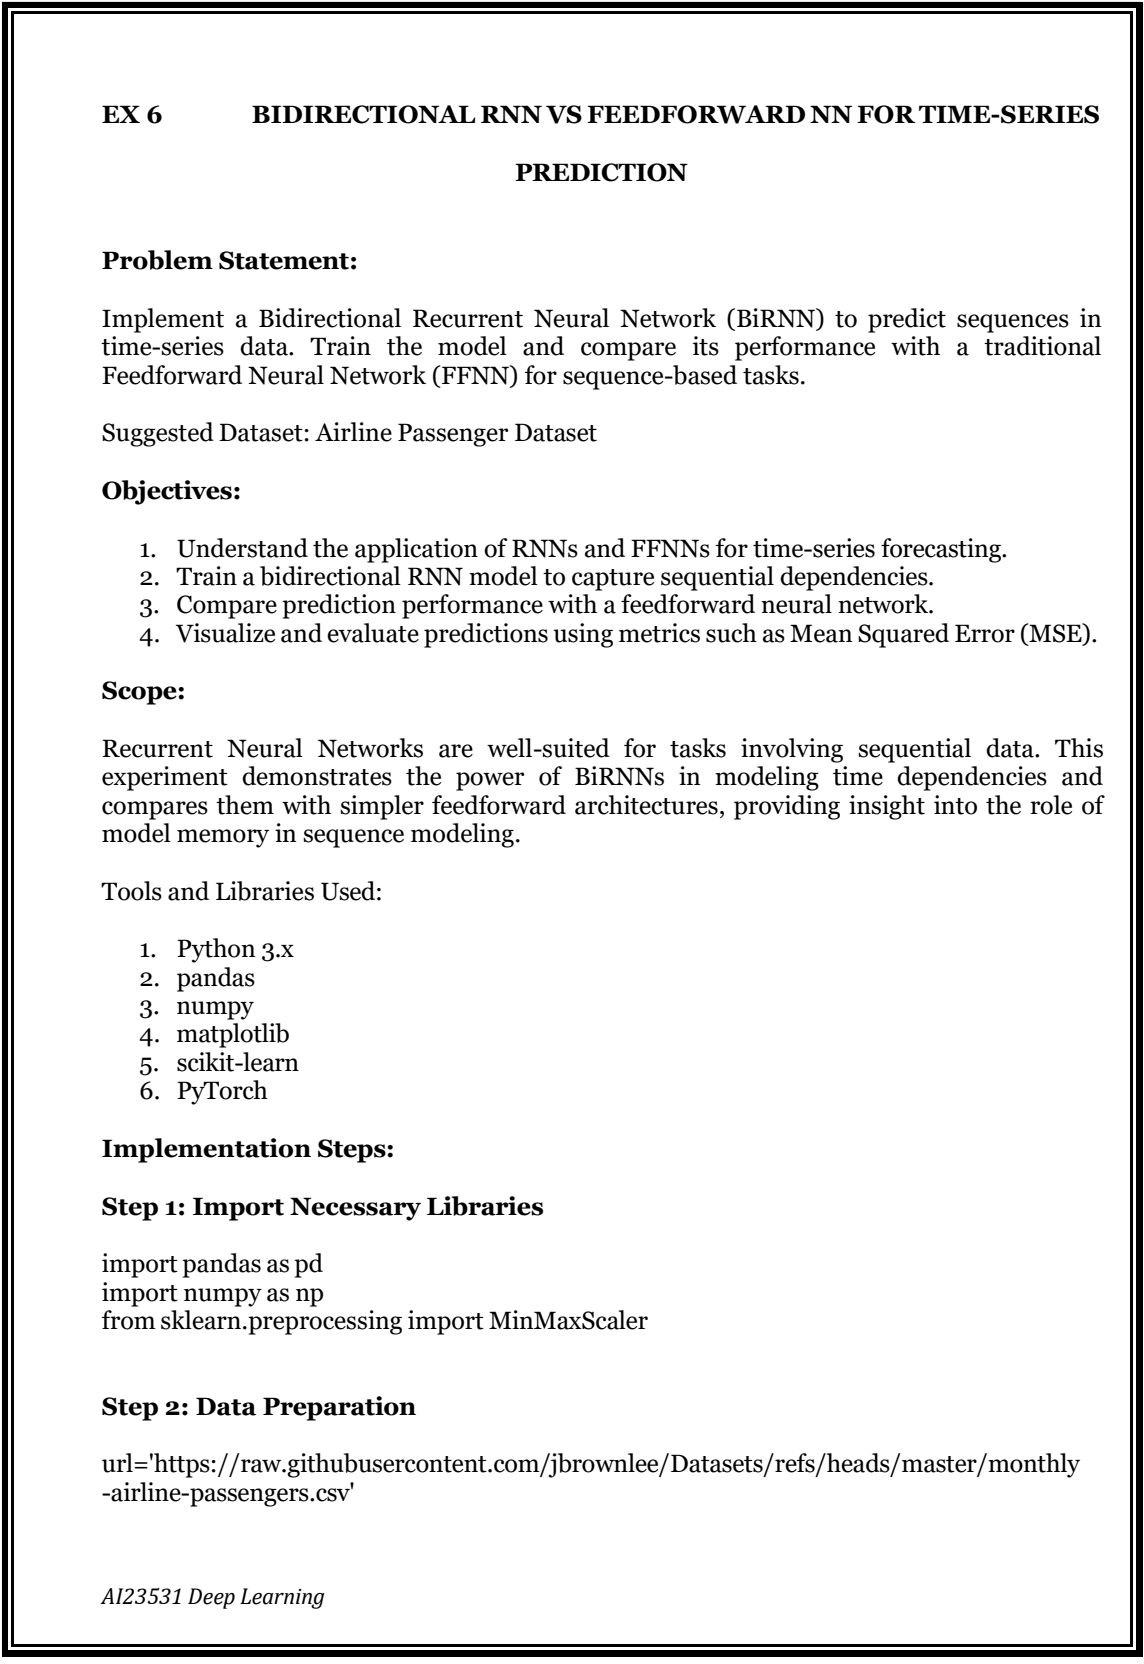 EX 6 BIDIRECTIONAL RNN VS FEEDFORWARD NN FOR TIME-SERIES
PREDICTION
Problem Statement:
Implement a Bidirectional Recurrent Neural Network (BiRNN) to predict sequences in
time-series data. Train the model and compare its performance with a traditional
Feedforward Neural Network (FFNN) for sequence-based tasks.
Suggested Dataset: Airline Passenger Dataset
Objectives:
1. Understand the application of RNNs and FFNNs for time-series forecasting.
2. Train a bidirectional RNN model to capture sequential dependencies.
3. Compare prediction performance with a feedforward neural network.
4. Visualize and evaluate predictions using metrics such as Mean Squared Error (MSE).
Scope:
Recurrent Neural Networks are well-suited for tasks involving sequential data. This
experiment demonstrates the power of BiRNNs in modeling time dependencies and
compares them with simpler feedforward architectures, providing insight into the role of
model memory in sequence modeling.
Tools and Libraries Used:
1. Python 3.x
2. pandas
3. numpy
4. matplotlib
5. scikit-learn
6. PyTorch
Implementation Steps:
Step 1: Import Necessary Libraries
import pandas as pd
import numpy as np
from sklearn.preprocessing import MinMaxScaler
Step 2: Data Preparation
url='https://raw.githubusercontent.com/jbrownlee/Datasets/refs/heads/master/monthly
-airline-passengers.csv'
AI23531 Deep Learning